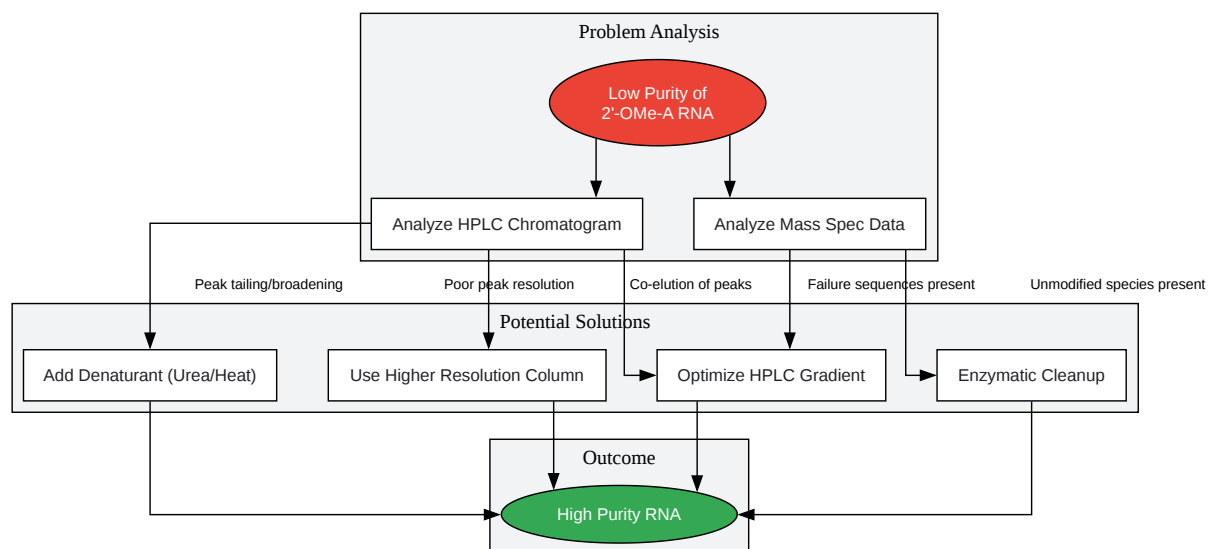 Problem Analysis
Low Purity of
2'-OMe-A RNA
Analyze HPLC Chromatogram
Analyze Mass Spec Data
Peak tailing/broadening
Poor peak resolution
Co-elution of peaks
Failure sequences present
Unmodified species present
Potential Solutions
Add Denaturant (Urea/Heat)
Use Higher Resolution Column
Optimize HPLC Gradient
Enzymatic Cleanup
Outcome
High Purity RNA